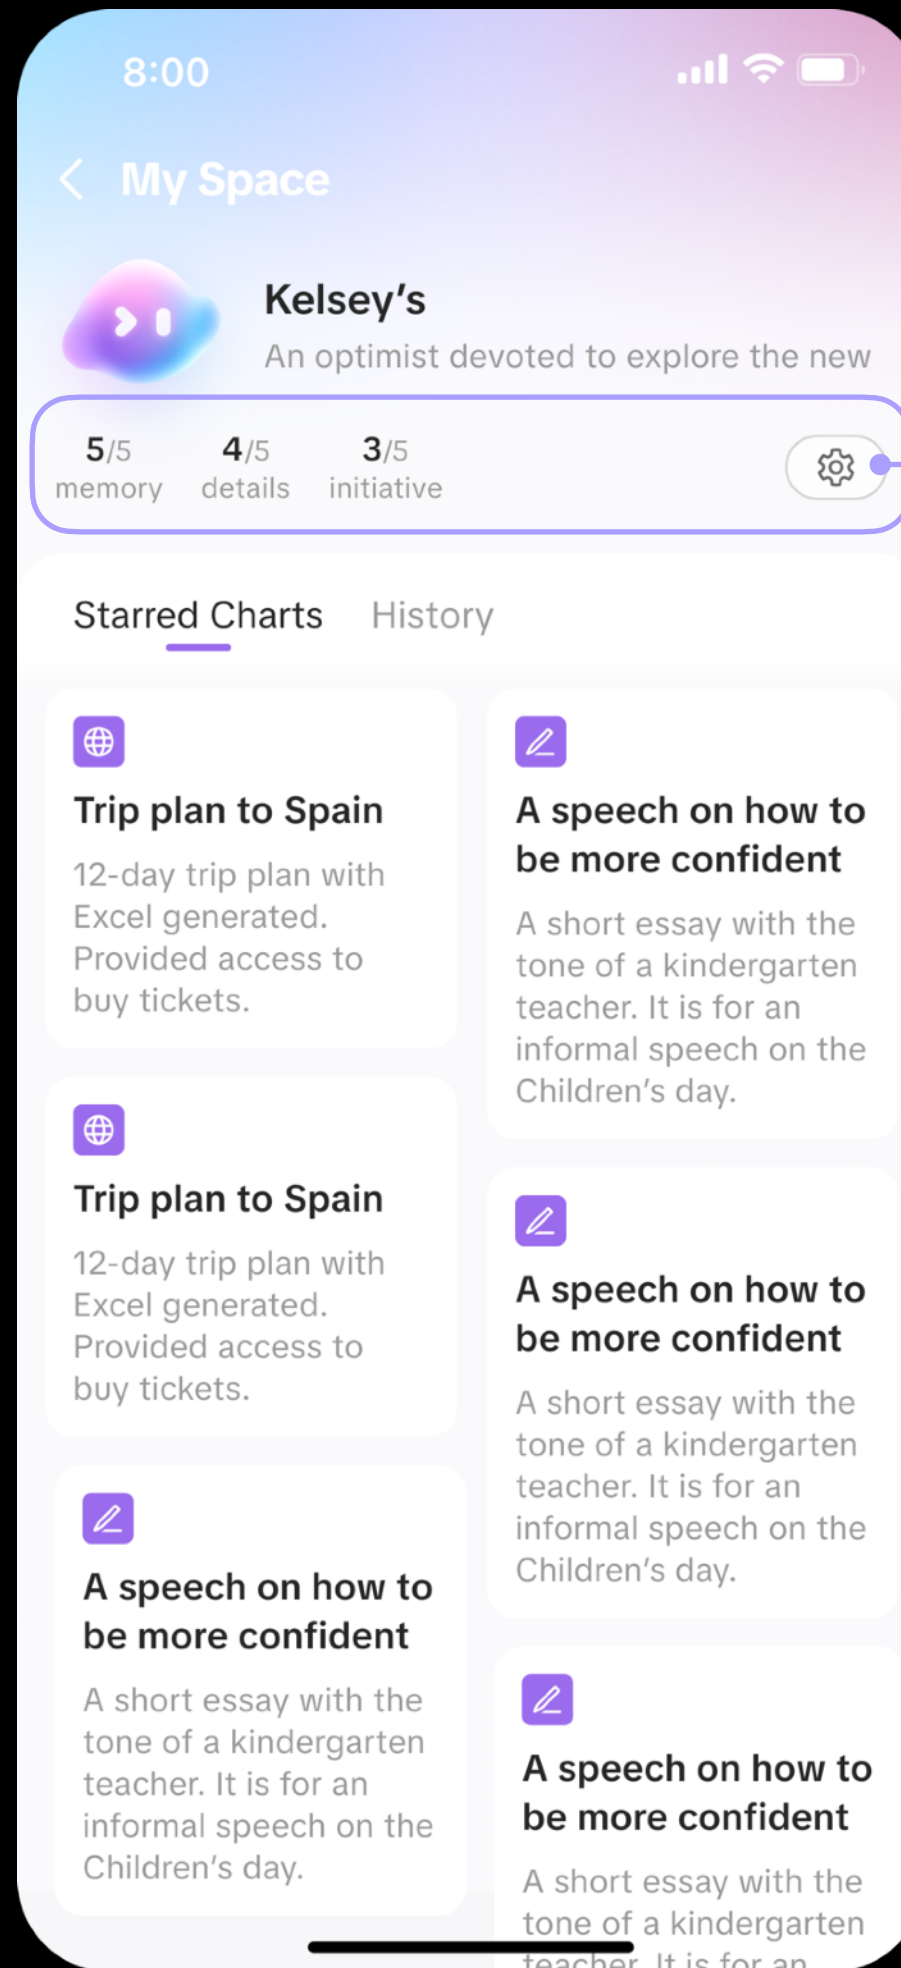 8:00
My Space
Kelsey’s
An optimist devoted to explore the new
5/5 4/5 3/5
memory details initiative
Starred Charts History
Trip plan to Spain
12-day trip plan with
Excel generated.
Provided access to
buy tickets.
A speech on how to
be more confident
A short essay with the
tone of a kindergarten
teacher. It is for an
informal speech on the
Children’s day.
Trip plan to Spain
12-day trip plan with
Excel generated.
Provided access to
buy tickets.
A speech on how to
be more confident
A short essay with the
tone of a kindergarten
teacher. It is for an
informal speech on the
Children’s day.
A speech on how to
be more confident
A short essay with the
tone of a kindergarten
teacher. It is for an
informal speech on the
Children’s day.
A speech on how to
be more confident
A short essay with the
tone of a kindergarten
teacher. It is for an